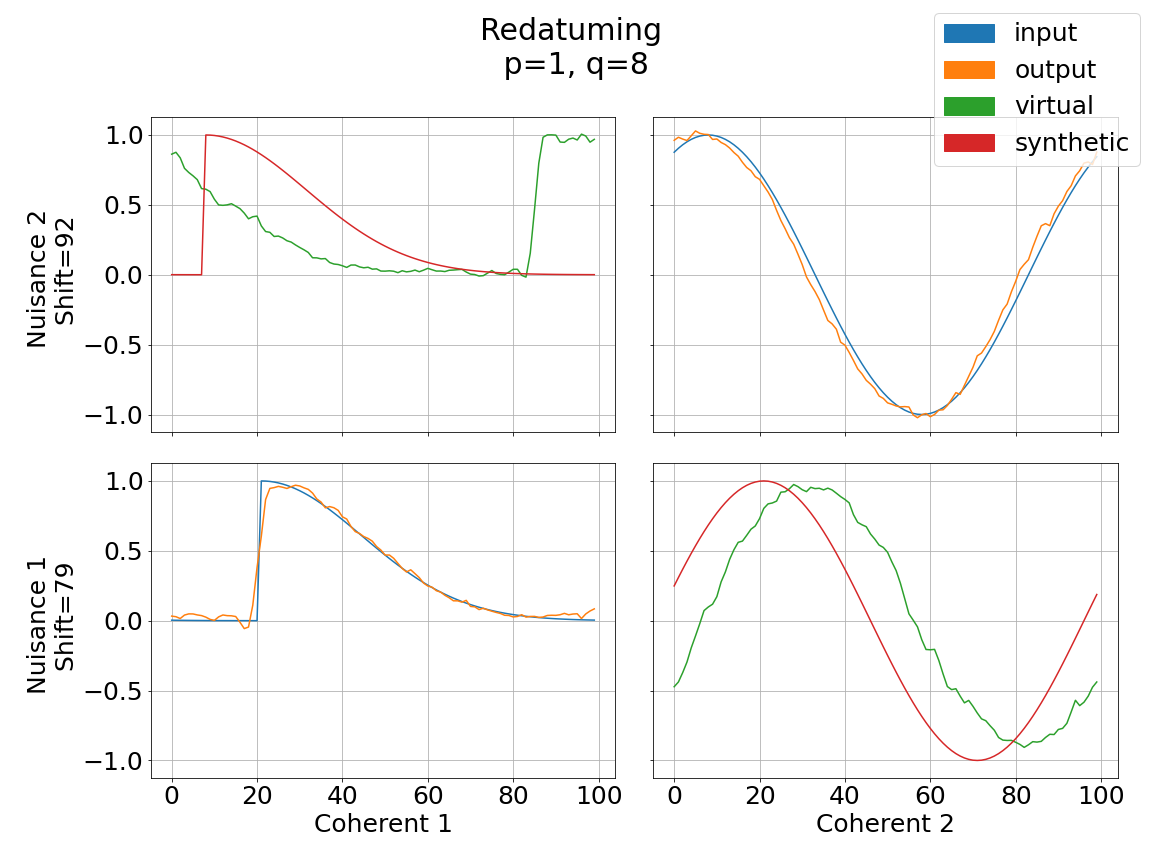 Redatuming
p=1, q=8
input
output
virtual
synthetic
Nuisance 2
Shift=92
1.0
0.5
0.0
−0.5
−1.0
Nuisance 1
Shift=79
1.0
0.5
0.0
−0.5
−1.0
0 20 40 60 80 100
0 20 40 60 80 100
Coherent 1
Coherent 2